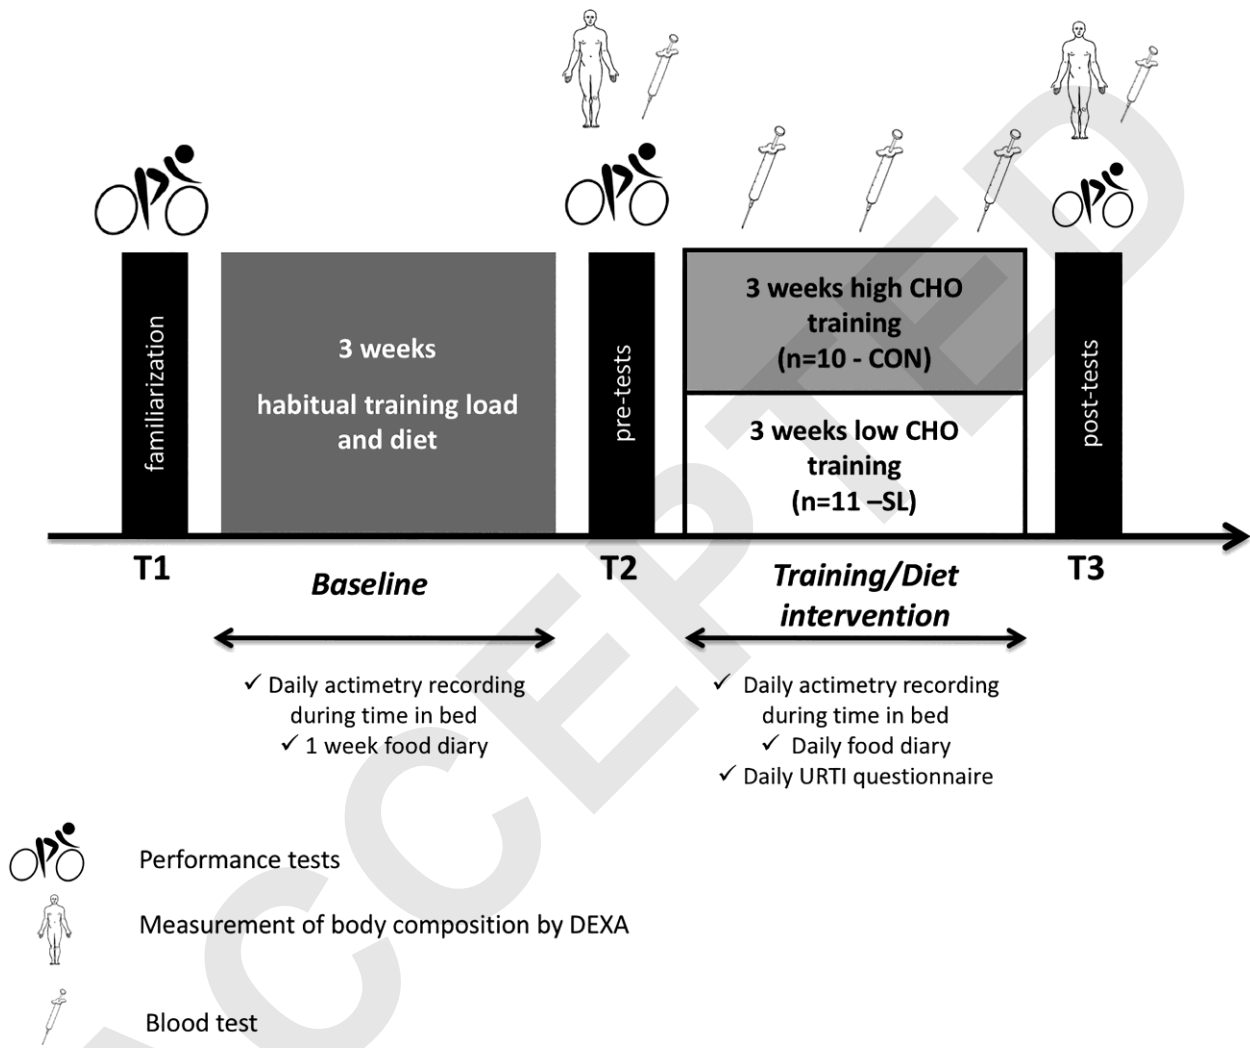 familiarization
3 weeks
habitual training load
and diet
pre-tests
3 weeks high CHO
training
(n=10 - CON)
3 weeks low CHO
training
(n=11 –SL)
post-tests
T1
Baseline
T2
Training/Diet
intervention
T3
✓ Daily actimetry recording
during time in bed
✓ 1 week food diary
✓ Daily actimetry recording
during time in bed
✓ Daily food diary
✓ Daily URTI questionnaire
Performance tests
Measurement of body composition by DEXA
Blood test
ACCEPTED